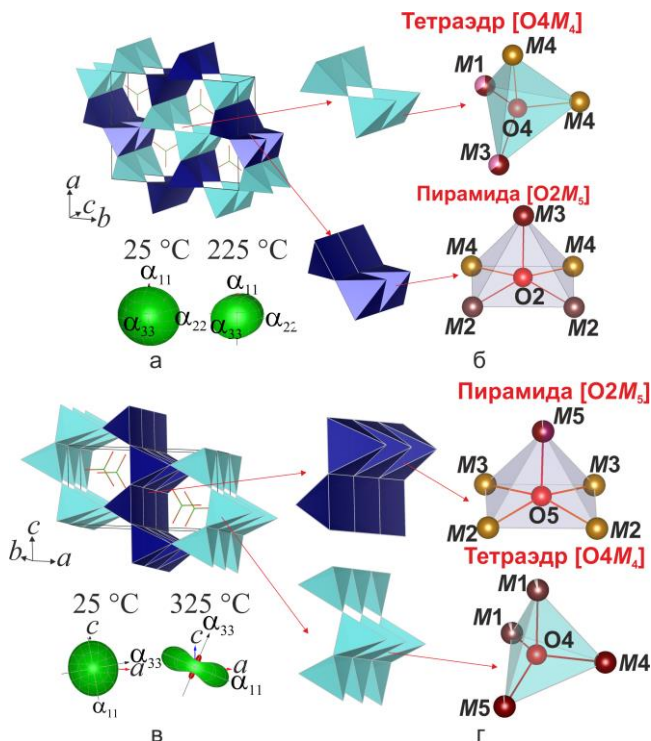 Тетраэдр [O4M₄]
M4
M1
O4
M4
M3
a
c
b
Пирамида [O2M₅]
M3
M4
M4
O2
M2
M2
25 °C 225 °C
α₁₁ α₁₁
α₃₃ α₂₂ α₃₃ α₂₂
а б
Пирамида [O2M₅]
M5
M3
M3
O5
M2
M2
c
b
a
Тетраэдр [O4M₄]
M1
M1
O4
M4
M5
25 °C 325 °C
c
α₃₃
a
α₁₁
α₃₃
c
a
α₁₁
в г